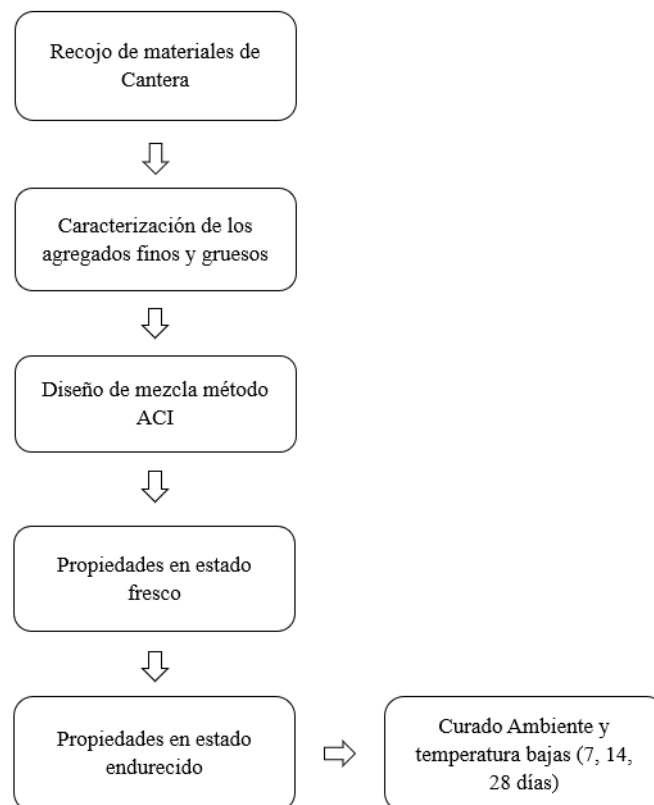 Recojo de materiales de
Cantera
Caracterización de los
agregados finos y gruesos
Diseño de mezcla método
ACI
Propiedades en estado
fresco
Propiedades en estado
endurecido
Curado Ambiente y
temperatura bajas (7, 14,
28 días)